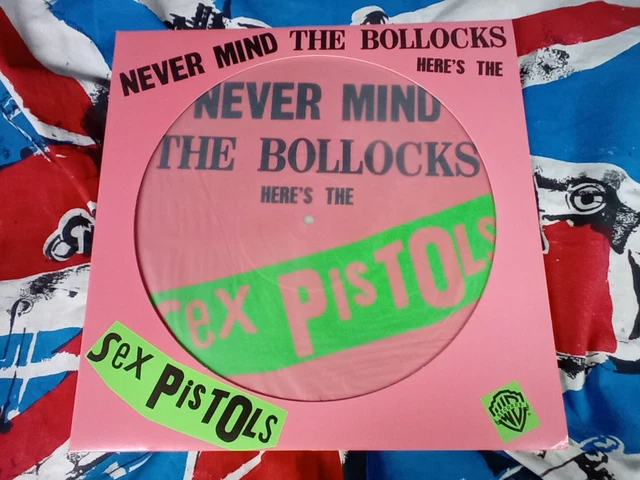 NEVER MIND THE BOLLOCKS
HERE'S THE
NEVER MIND
THE BOLLOCKS
HERE'S THE
Sex PisTOLs
Sex PisTOLs